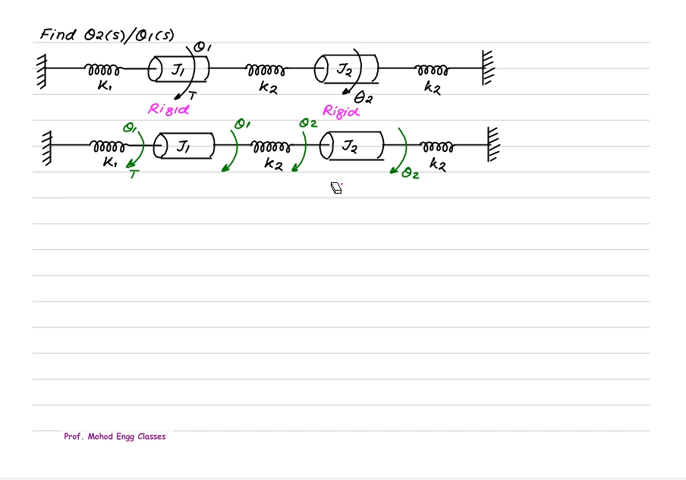 Find θ2(s)/θ1(s)
θ1
J1 J2
K1 T K2 θ2 K2
Rigid Rigid
θ1 θ1 θ2
J1 J2
K1 T K2 θ2 K2
Prof. Mohod Engg Classes